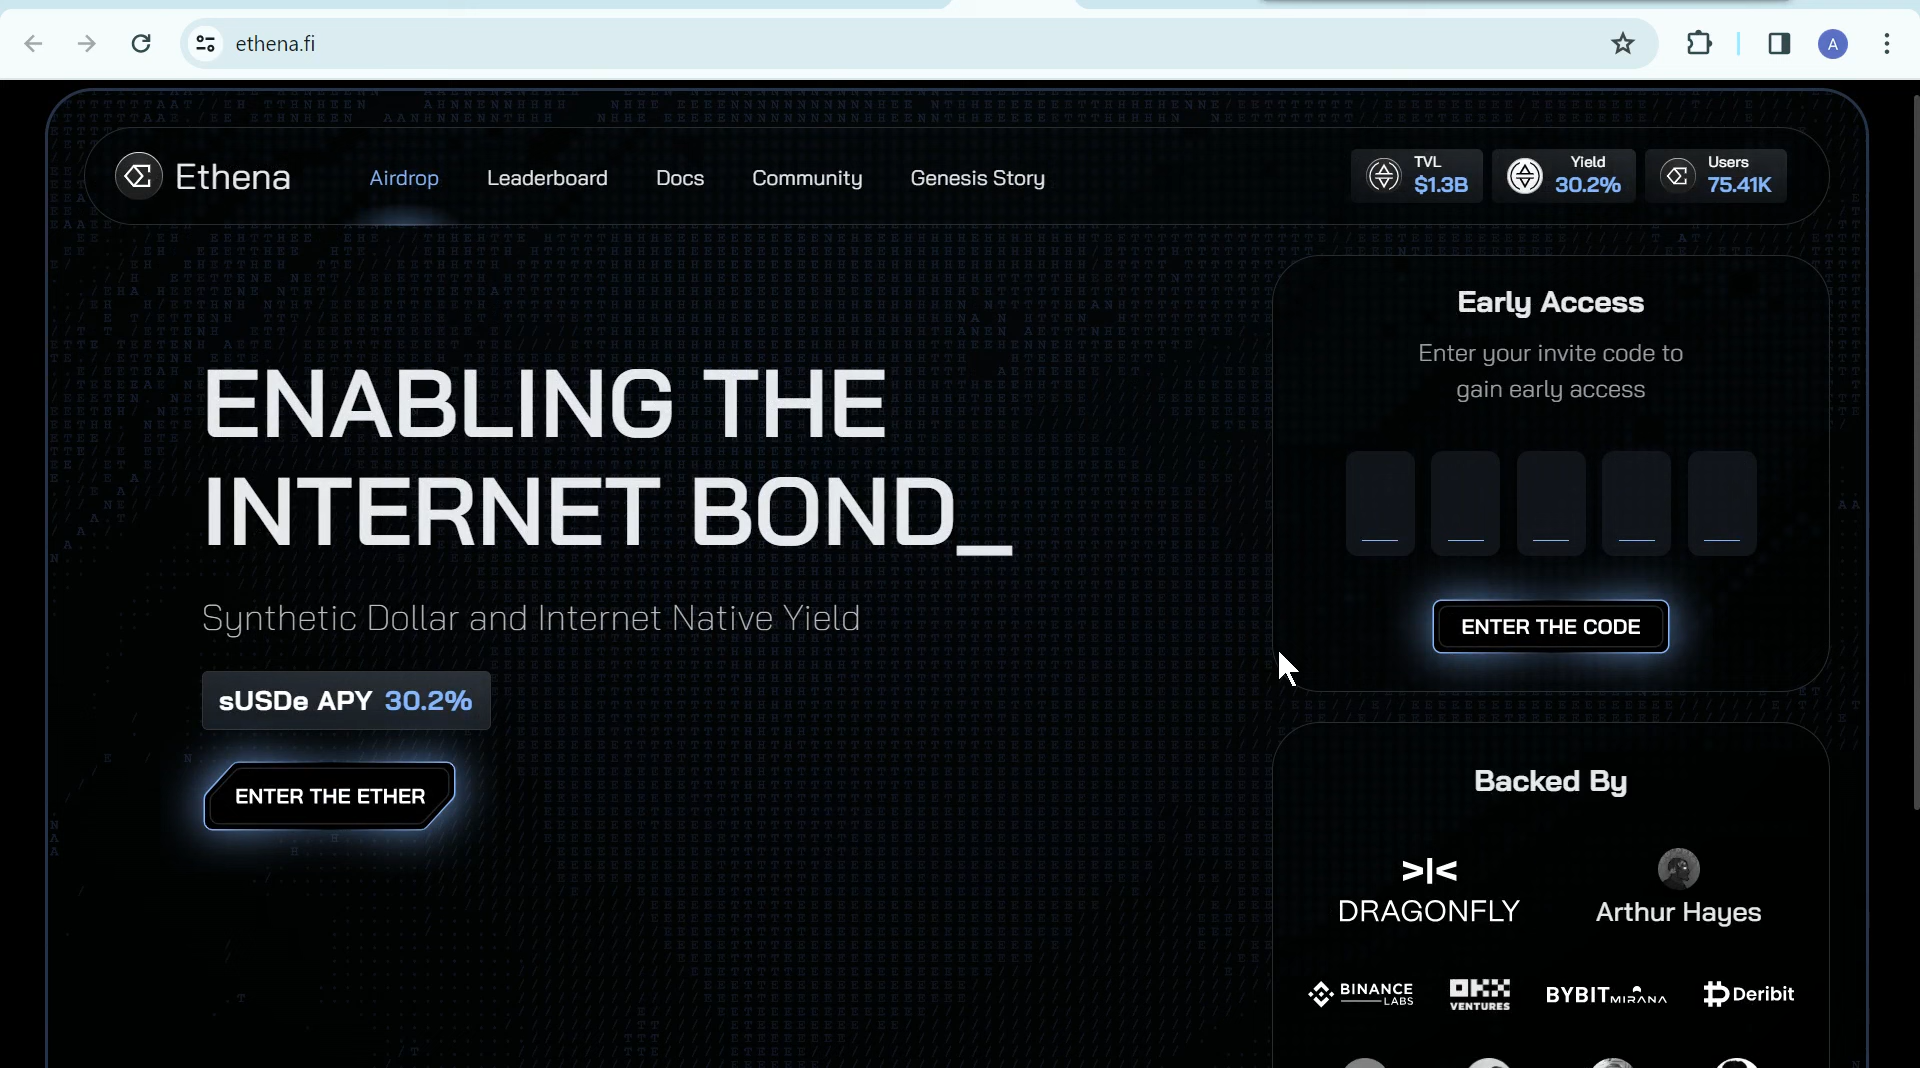 ethena.fi
A
Ethena
Airdrop
Leaderboard
Docs
Community
Genesis Story
TVL
$1.3B
Yield
30.2%
Users
75.41K
ENABLING THE
INTERNET BOND_
Synthetic Dollar and Internet Native Yield
sUSDe APY 30.2%
ENTER THE ETHER
Early Access
Enter your invite code to
gain early access
ENTER THE CODE
Backed By
DRAGONFLY
Arthur Hayes
BINANCE
LABS
OKX
VENTURES
BYBIT MIRANA
Deribit